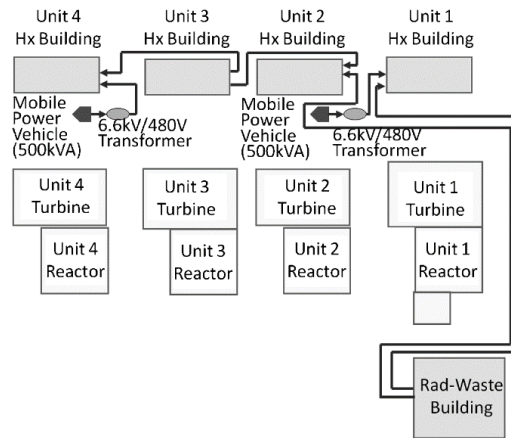 Unit 4
Hx Building
Unit 3
Hx Building
Unit 2
Hx Building
Unit 1
Hx Building
Mobile
Power
Vehicle
(500kVA)
6.6kV/480V
Transformer
Mobile
Power
Vehicle
(500kVA)
6.6kV/480V
Transformer
Unit 4
Turbine
Unit 3
Turbine
Unit 2
Turbine
Unit 1
Turbine
Unit 4
Reactor
Unit 3
Reactor
Unit 2
Reactor
Unit 1
Reactor
Rad-Waste
Building